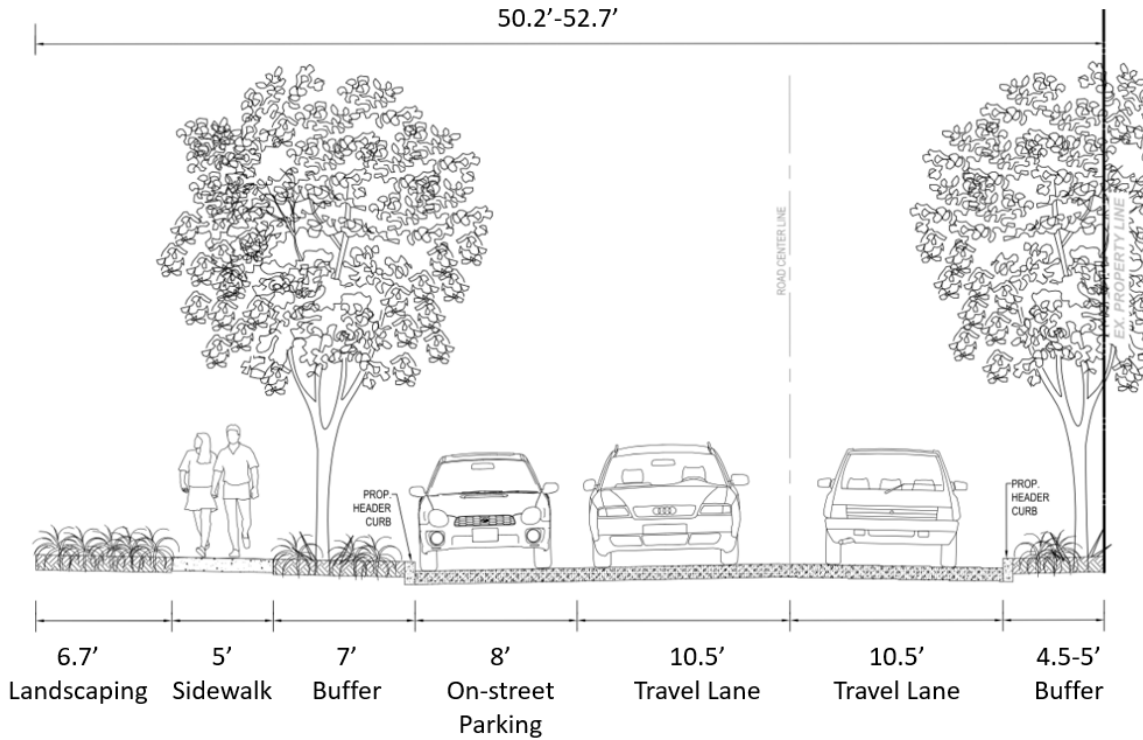 50.2’-52.7’
ROAD CENTER LINE
EX. PROPERTY LINE
PROP.
HEADER
CURB
PROP.
HEADER
CURB
6.7’
Landscaping
5’
Sidewalk
7’
Buffer
8’
On-street
Parking
10.5’
Travel Lane
10.5’
Travel Lane
4.5-5’
Buffer